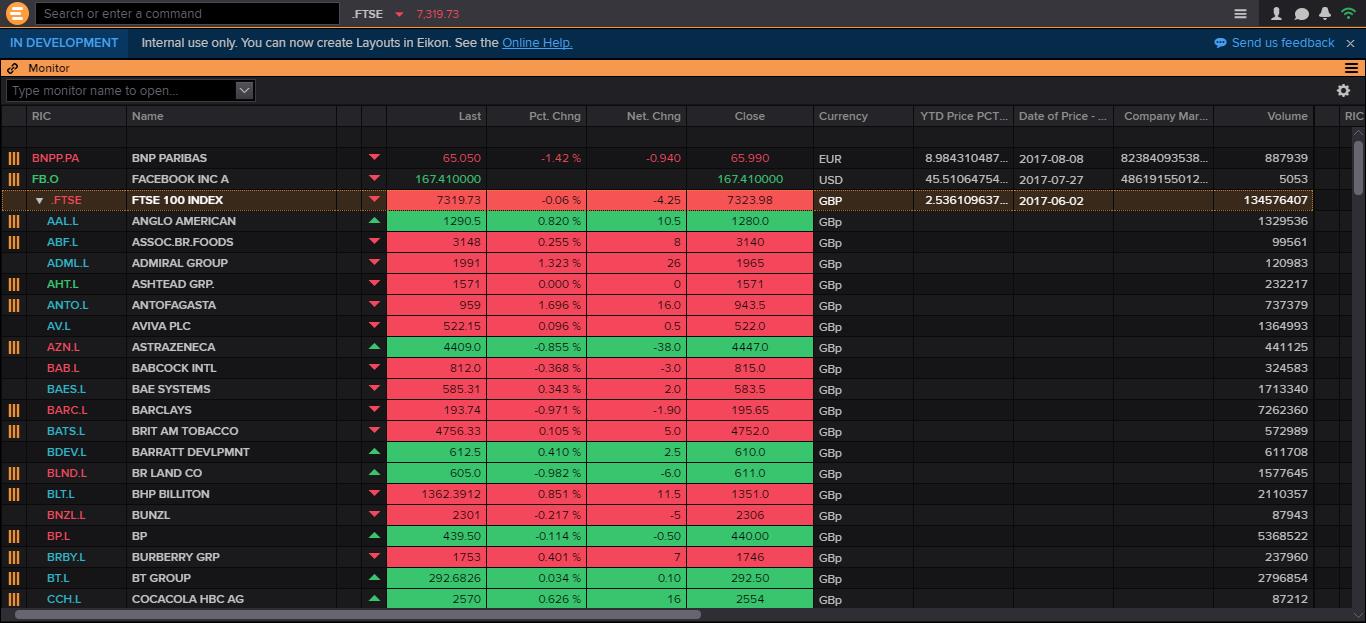 Search or enter a command .FTSE 7,319.73
IN DEVELOPMENT Internal use only. You can now create Layouts in Eikon. See the Online Help. Send us feedback
Monitor
Type monitor name to open...
RIC Name Last Pct. Chng Net. Chng Close Currency YTD Price PCT... Date of Price - ... Company Mar... Volume RIC
BNPP.PA BNP PARIBAS 65.050 -1.42 % -0.940 65.990 EUR 8.984310487... 2017-08-08 82384093538... 887939
FB.O FACEBOOK INC A 167.410000 167.410000 USD 45.51064754... 2017-07-27 48619155012... 5053
.FTSE FTSE 100 INDEX 7319.73 -0.06 % -4.25 7323.98 GBP 2.536109637... 2017-06-02 134576407
AAL.L ANGLO AMERICAN 1290.5 0.820 % 10.5 1280.0 GBp 1329536
ABF.L ASSOC.BR.FOODS 3148 0.255 % 8 3140 GBp 99561
ADML.L ADMIRAL GROUP 1991 1.323 % 26 1965 GBp 120983
AHT.L ASHTEAD GRP. 1571 0.000 % 0 1571 GBp 232217
ANTO.L ANTOFAGASTA 959 1.696 % 16.0 943.5 GBp 737379
AV.L AVIVA PLC 522.15 0.096 % 0.5 522.0 GBp 1364993
AZN.L ASTRAZENECA 4409.0 -0.855 % -38.0 4447.0 GBp 441125
BAB.L BABCOCK INTL 812.0 -0.368 % -3.0 815.0 GBp 324583
BAES.L BAE SYSTEMS 585.31 0.343 % 2.0 583.5 GBp 1713340
BARC.L BARCLAYS 193.74 -0.971 % -1.90 195.65 GBp 7262360
BATS.L BRIT AM TOBACCO 4756.33 0.105 % 5.0 4752.0 GBp 572989
BDEV.L BARRATT DEVLPMNT 612.5 0.410 % 2.5 610.0 GBp 611708
BLND.L BR LAND CO 605.0 -0.982 % -6.0 611.0 GBp 1577645
BLT.L BHP BILLITON 1362.3912 0.851 % 11.5 1351.0 GBp 2110357
BNZL.L BUNZL 2301 -0.217 % -5 2306 GBp 87943
BP.L BP 439.50 -0.114 % -0.50 440.00 GBp 5368522
BRBY.L BURBERRY GRP 1753 0.401 % 7 1746 GBp 237960
BT.L BT GROUP 292.6826 0.034 % 0.10 292.50 GBp 2796854
CCH.L COCACOLA HBC AG 2570 0.626 % 16 2554 GBp 87212